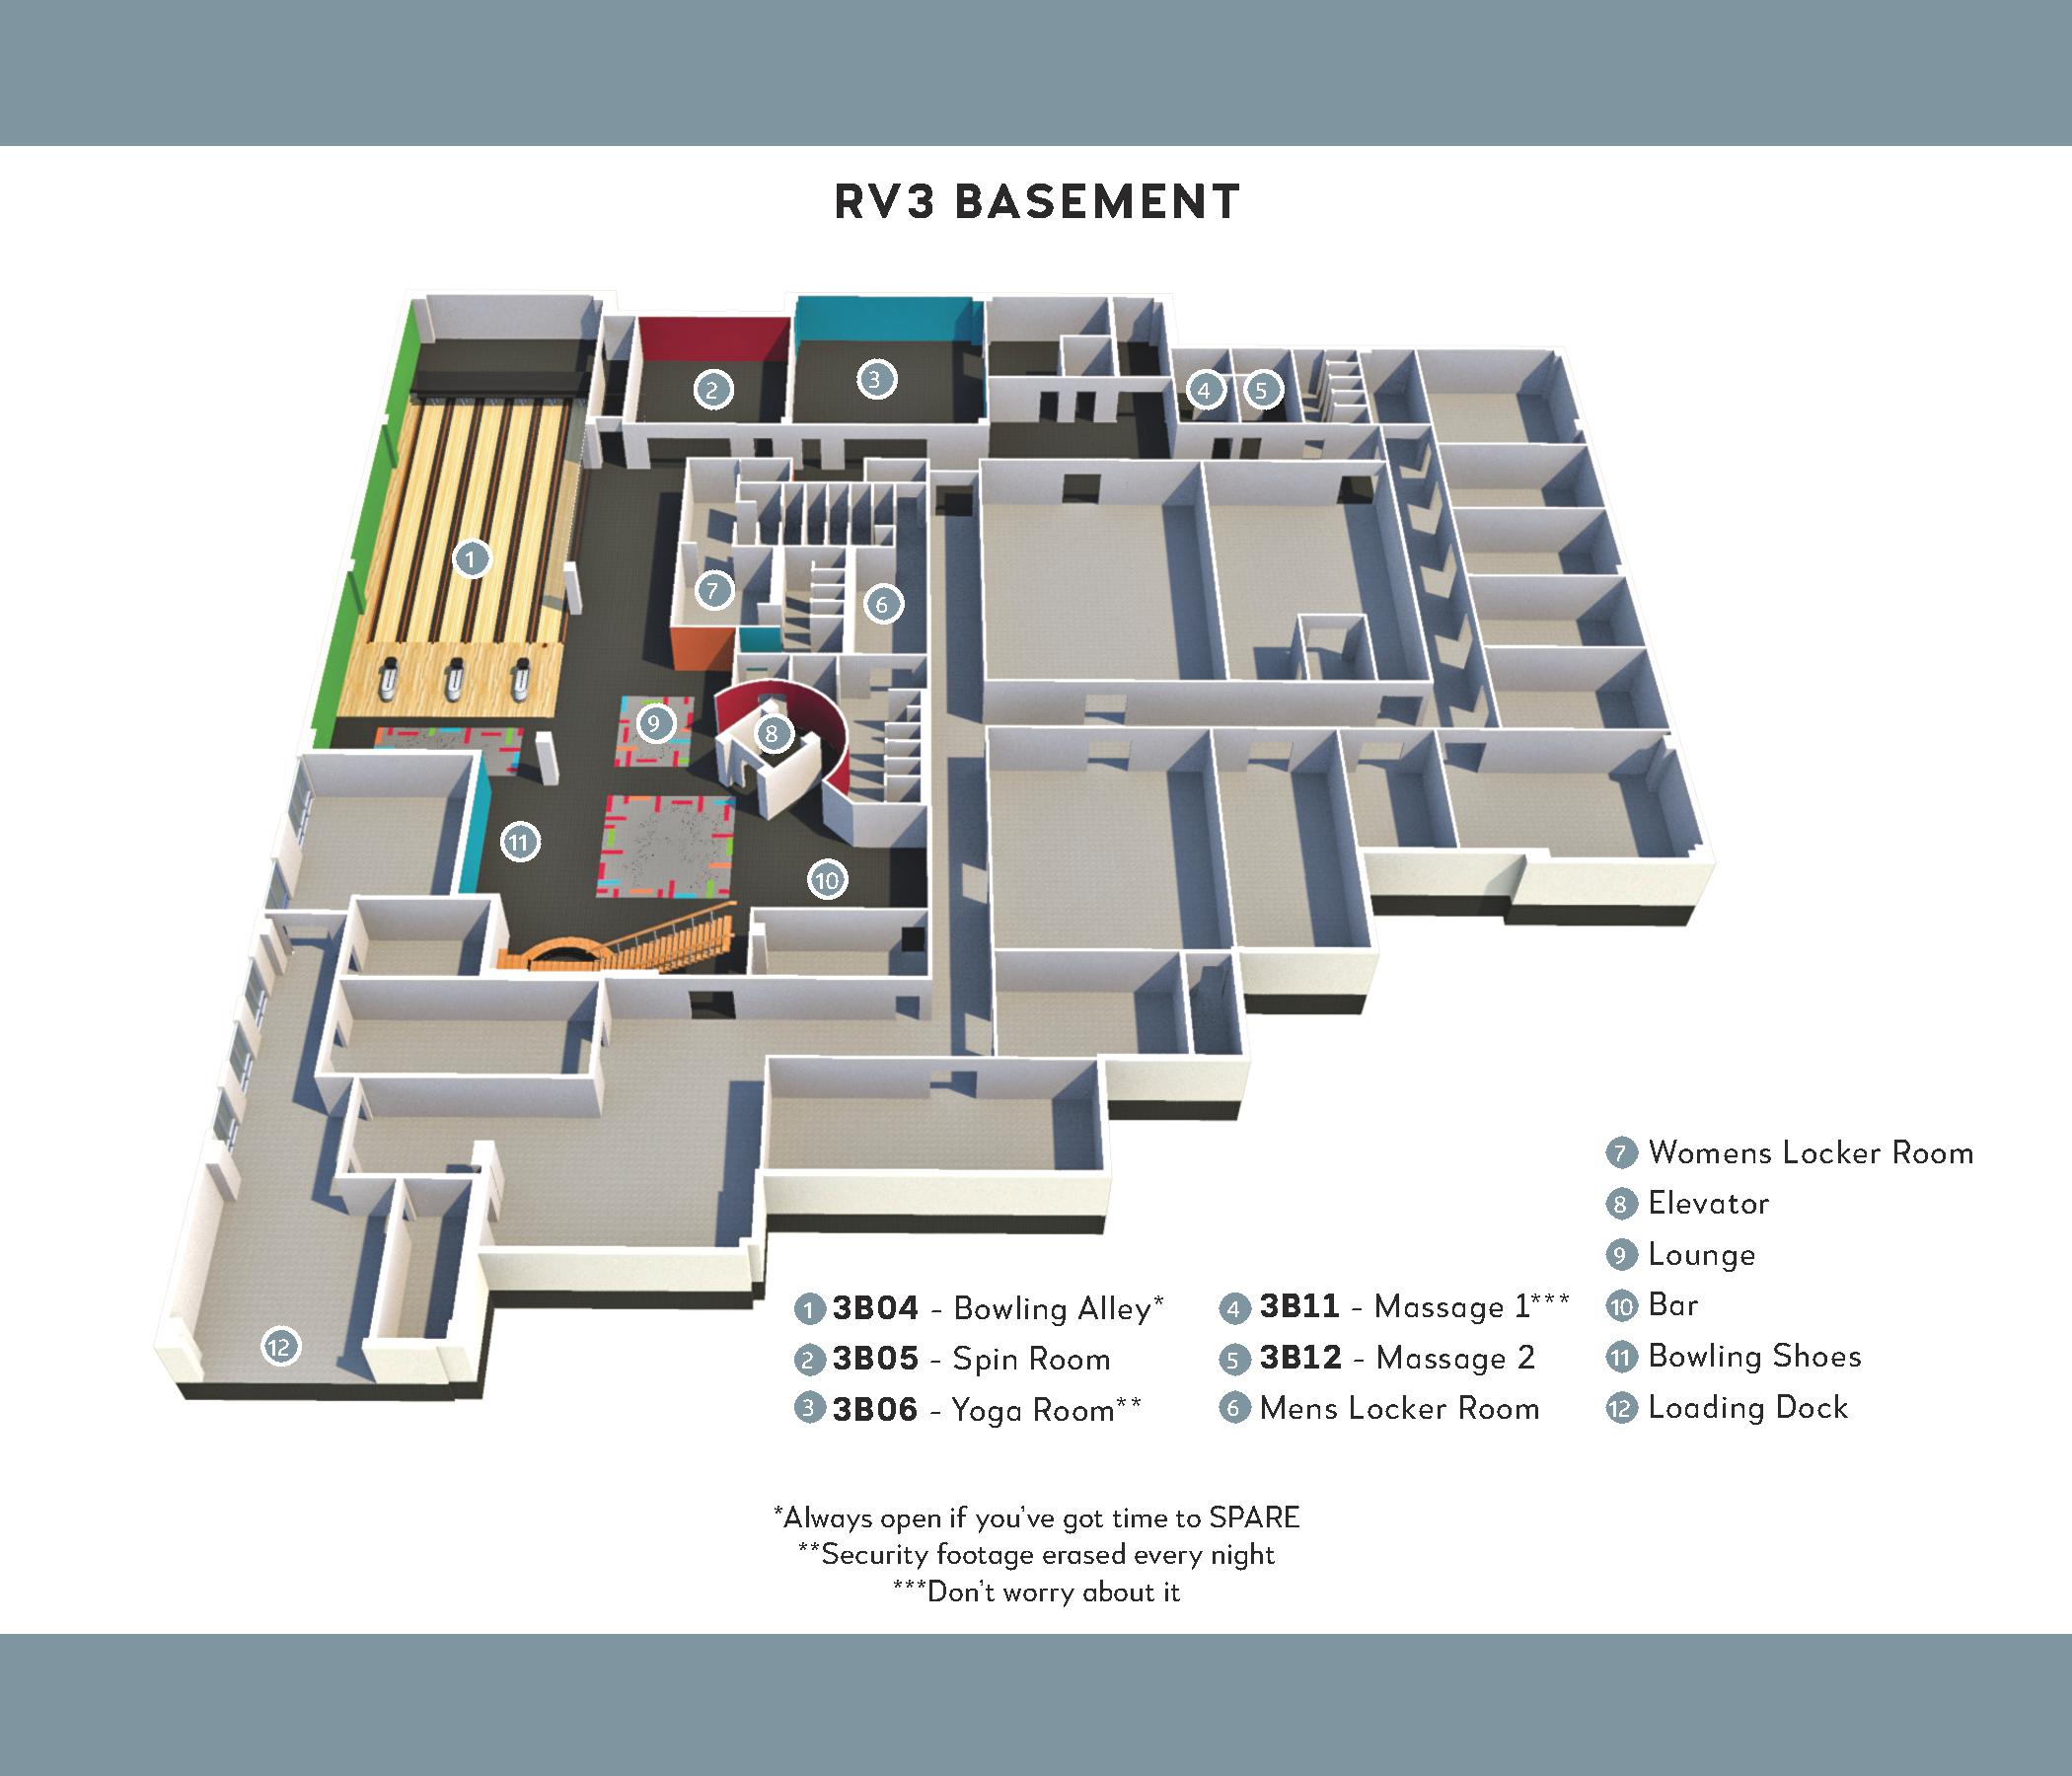 RV3 BASEMENT
2
3
4
5
1
7
6
9
8
11
10
12
1 3B04 - Bowling Alley*
2 3B05 - Spin Room
3 3B06 - Yoga Room**
4 3B11 - Massage 1***
5 3B12 - Massage 2
6 Mens Locker Room
7 Womens Locker Room
8 Elevator
9 Lounge
10 Bar
11 Bowling Shoes
12 Loading Dock
*Always open if you've got time to SPARE
**Security footage erased every night
***Don't worry about it